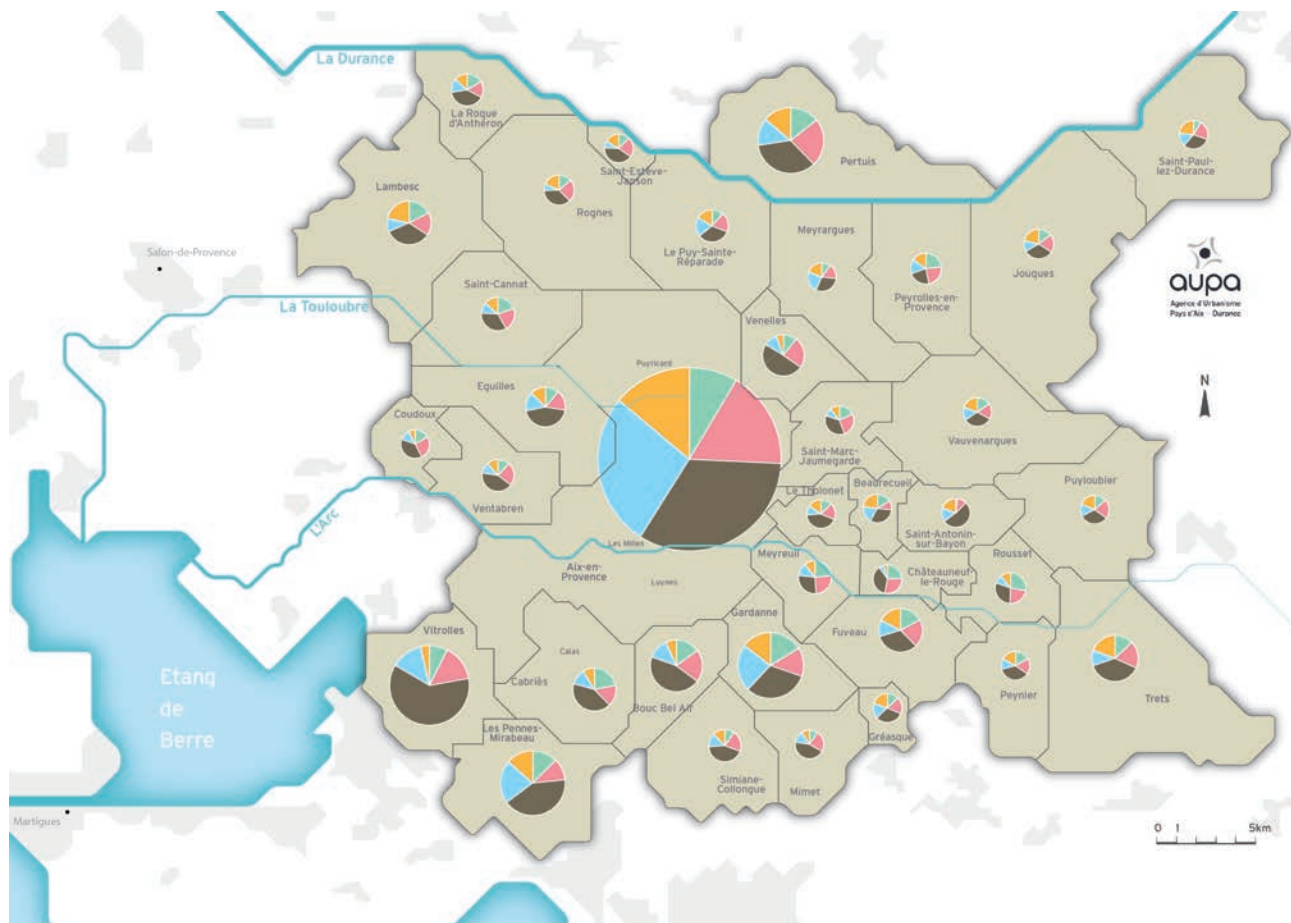 La Durance
La Roque
d'Anthéron
Saint-Estève-
Janson
Pertuis
Saint-Paul-
lez-Durance
Lambesc
Rognes
Le Puy-Sainte-
Réparade
Meyrargues
Peyrolles-en-
Provence
Jouques
Salon-de-Provence
aupa
Agence d'Urbanisme
Pays d'Aix - Durance
Saint-Cannat
La Touloubre
Venelles
Puyricard
N
Eguilles
Coudoux
Saint-Marc-
Jaumegarde
Vauvenargues
Ventabren
Le Tholonet
Beaurecueil
Puyloubier
Saint-Antonin-
sur-Bayon
L'Arc
Les Milles
Aix-en-
Provence
Luynes
Meyreuil
Châteauneuf-
le-Rouge
Rousset
Gardanne
Fuveau
Vitrolles
Calas
Cabriès
Bouc Bel Air
Peynier
Trets
Etang
de
Berre
Les Pennes-
Mirabeau
Gréasque
Simiane-
Collongue
Mimet
Martigues
0 1 5km